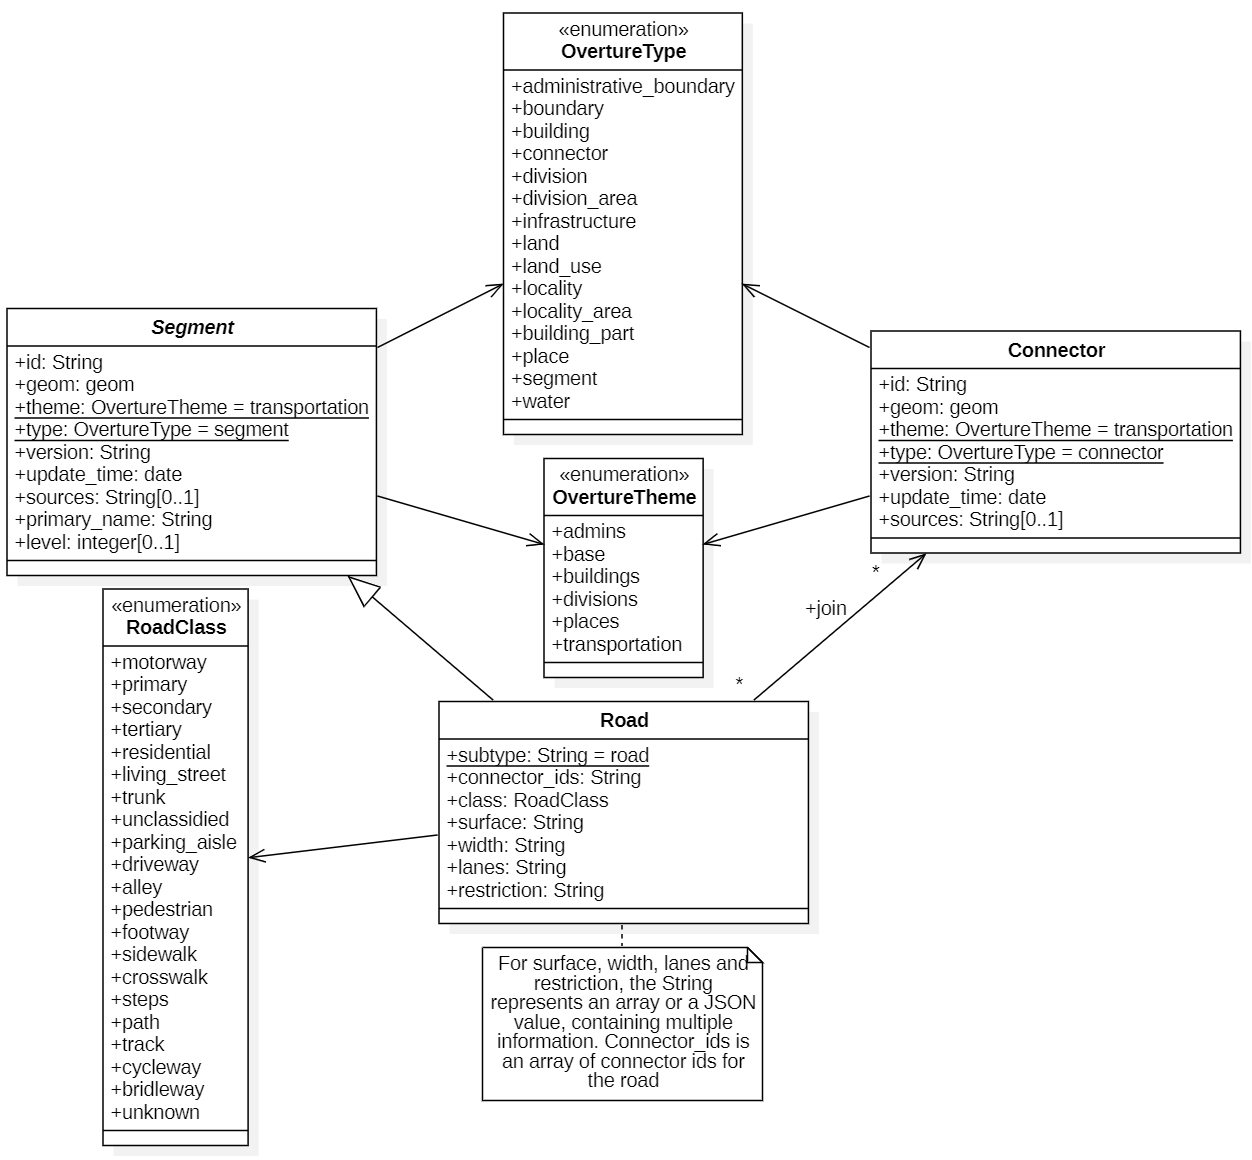 «enumeration»
OvertureType
+administrative_boundary
+boundary
+building
+connector
+division
+division_area
+infrastructure
+land
+land_use
+locality
+locality_area
+building_part
+place
+segment
+water
Segment
+id: String
+geom: geom
+theme: OvertureTheme = transportation
+type: OvertureType = segment
+version: String
+update_time: date
+sources: String[0..1]
+primary_name: String
+level: integer[0..1]
Connector
+id: String
+geom: geom
+theme: OvertureTheme = transportation
+type: OvertureType = connector
+version: String
+update_time: date
+sources: String[0..1]
«enumeration»
OvertureTheme
+admins
+base
+buildings
+divisions
+places
+transportation
*
+join
*
«enumeration»
RoadClass
+motorway
+primary
+secondary
+tertiary
+residential
+living_street
+trunk
+unclassidied
+parking_aisle
+driveway
+alley
+pedestrian
+footway
+sidewalk
+crosswalk
+steps
+path
+track
+cycleway
+bridleway
+unknown
Road
+subtype: String = road
+connector_ids: String
+class: RoadClass
+surface: String
+width: String
+lanes: String
+restriction: String
For surface, width, lanes and
restriction, the String
represents an array or a JSON
value, containing multiple
information. Connector_ids is
an array of connector ids for
the road